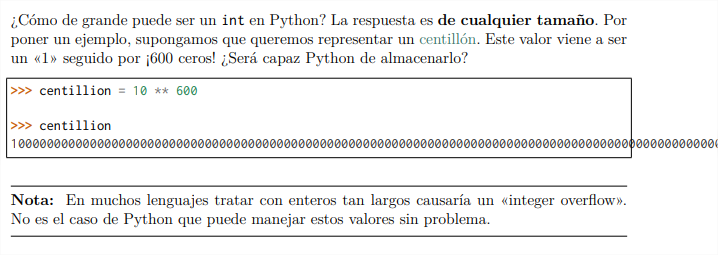 ¿Cómo de grande puede ser un int en Python? La respuesta es de cualquier tamaño. Por
poner un ejemplo, supongamos que queremos representar un centillón. Este valor viene a ser
un «1» seguido por ¡600 ceros! ¿Será capaz Python de almacenarlo?
>>> centillion = 10 ** 600
>>> centillion
1000000000000000000000000000000000000000000000000000000000000000000000000000000000000000000000000000
Nota: En muchos lenguajes tratar con enteros tan largos causaría un «integer overflow».
No es el caso de Python que puede manejar estos valores sin problema.